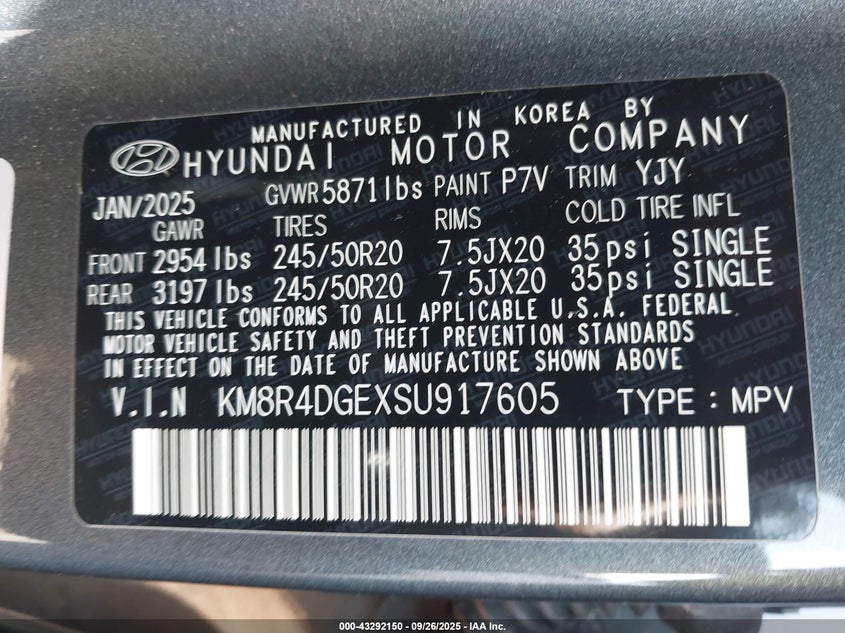 MANUFACTURED IN KOREA BY
HYUNDAI MOTOR COMPANY
JAN/2025 GVWR 5871lbs PAINT P7V TRIM YJY
GAWR TIRES RIMS COLD TIRE INFL
FRONT 2954 lbs 245/50R20 7.5JX20 35psi SINGLE
REAR 3197 lbs 245/50R20 7.5JX20 35psi SINGLE
THIS VEHICLE CONFORMS TO ALL APPLICABLE U.S.A. FEDERAL
MOTOR VEHICLE SAFETY AND THEFT PREVENTION STANDARDS
IN EFFECT ON THE DATE OF MANUFACTURE SHOWN ABOVE
V.I.N KM8R4DGEXSU917605 TYPE : MPV
000-43292150 - 09/26/2025 - IAA Inc.